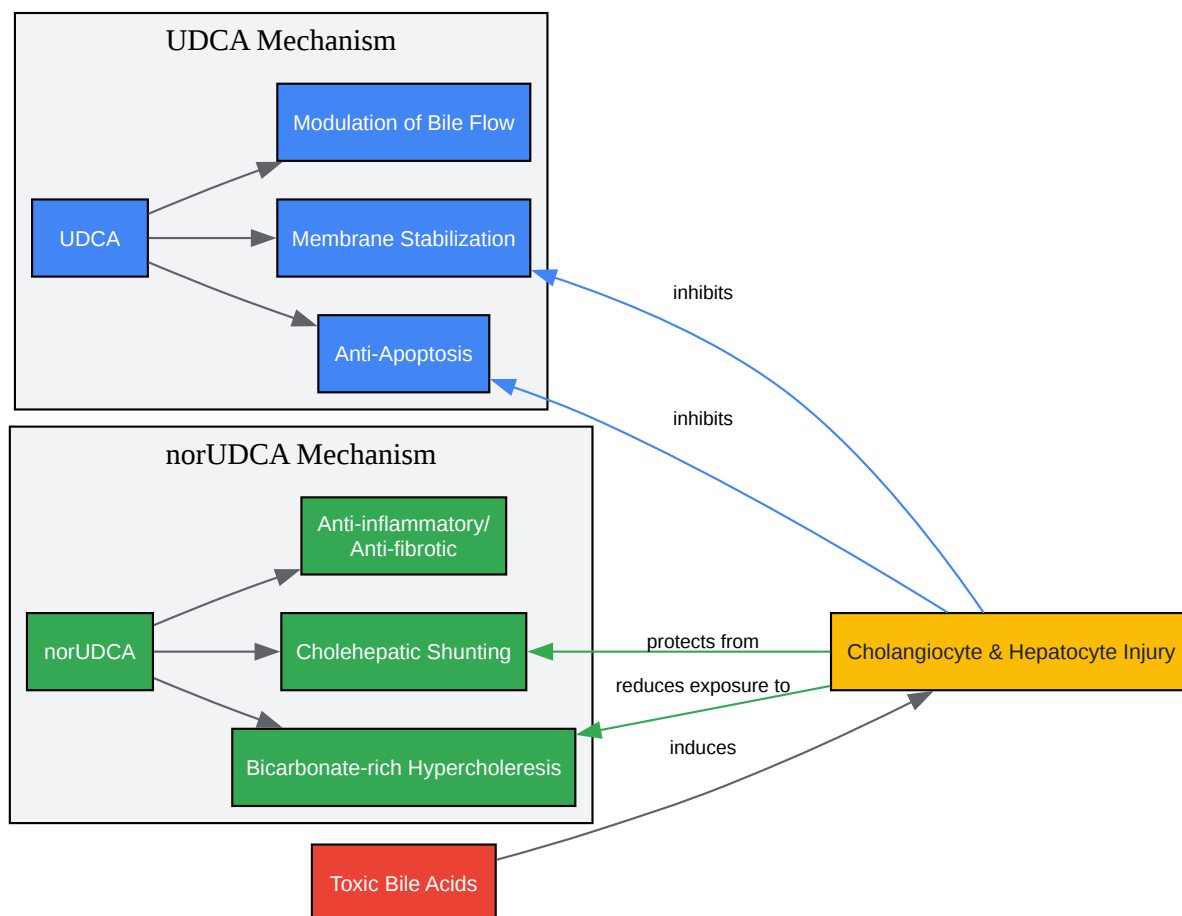 UDCA Mechanism
Modulation of Bile Flow
UDCA
Membrane Stabilization
Anti-Apoptosis
inhibits
inhibits
norUDCA Mechanism
Anti-inflammatory/
Anti-fibrotic
norUDCA
Cholehepatic Shunting
Bicarbonate-rich Hypercholeresis
protects from
reduces exposure to
induces
Cholangiocyte & Hepatocyte Injury
Toxic Bile Acids